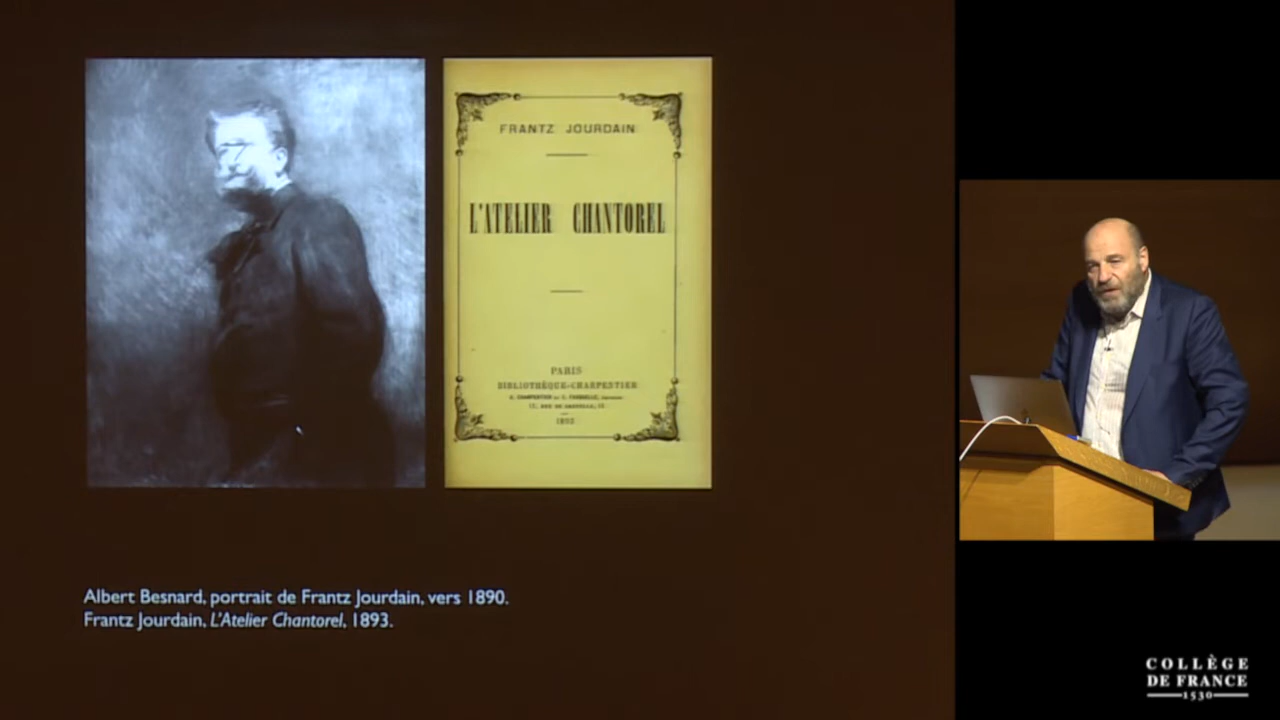 FRANTZ JOURDAIN
L'ATELIER CHANTOREL
PARIS
BIBLIOTHÈQUE-CHARPENTIER
1893
Albert Besnard, portrait de Frantz Jourdain, vers 1890.
Frantz Jourdain, L'Atelier Chantorel, 1893.
COLLÈGE
DE FRANCE
1530